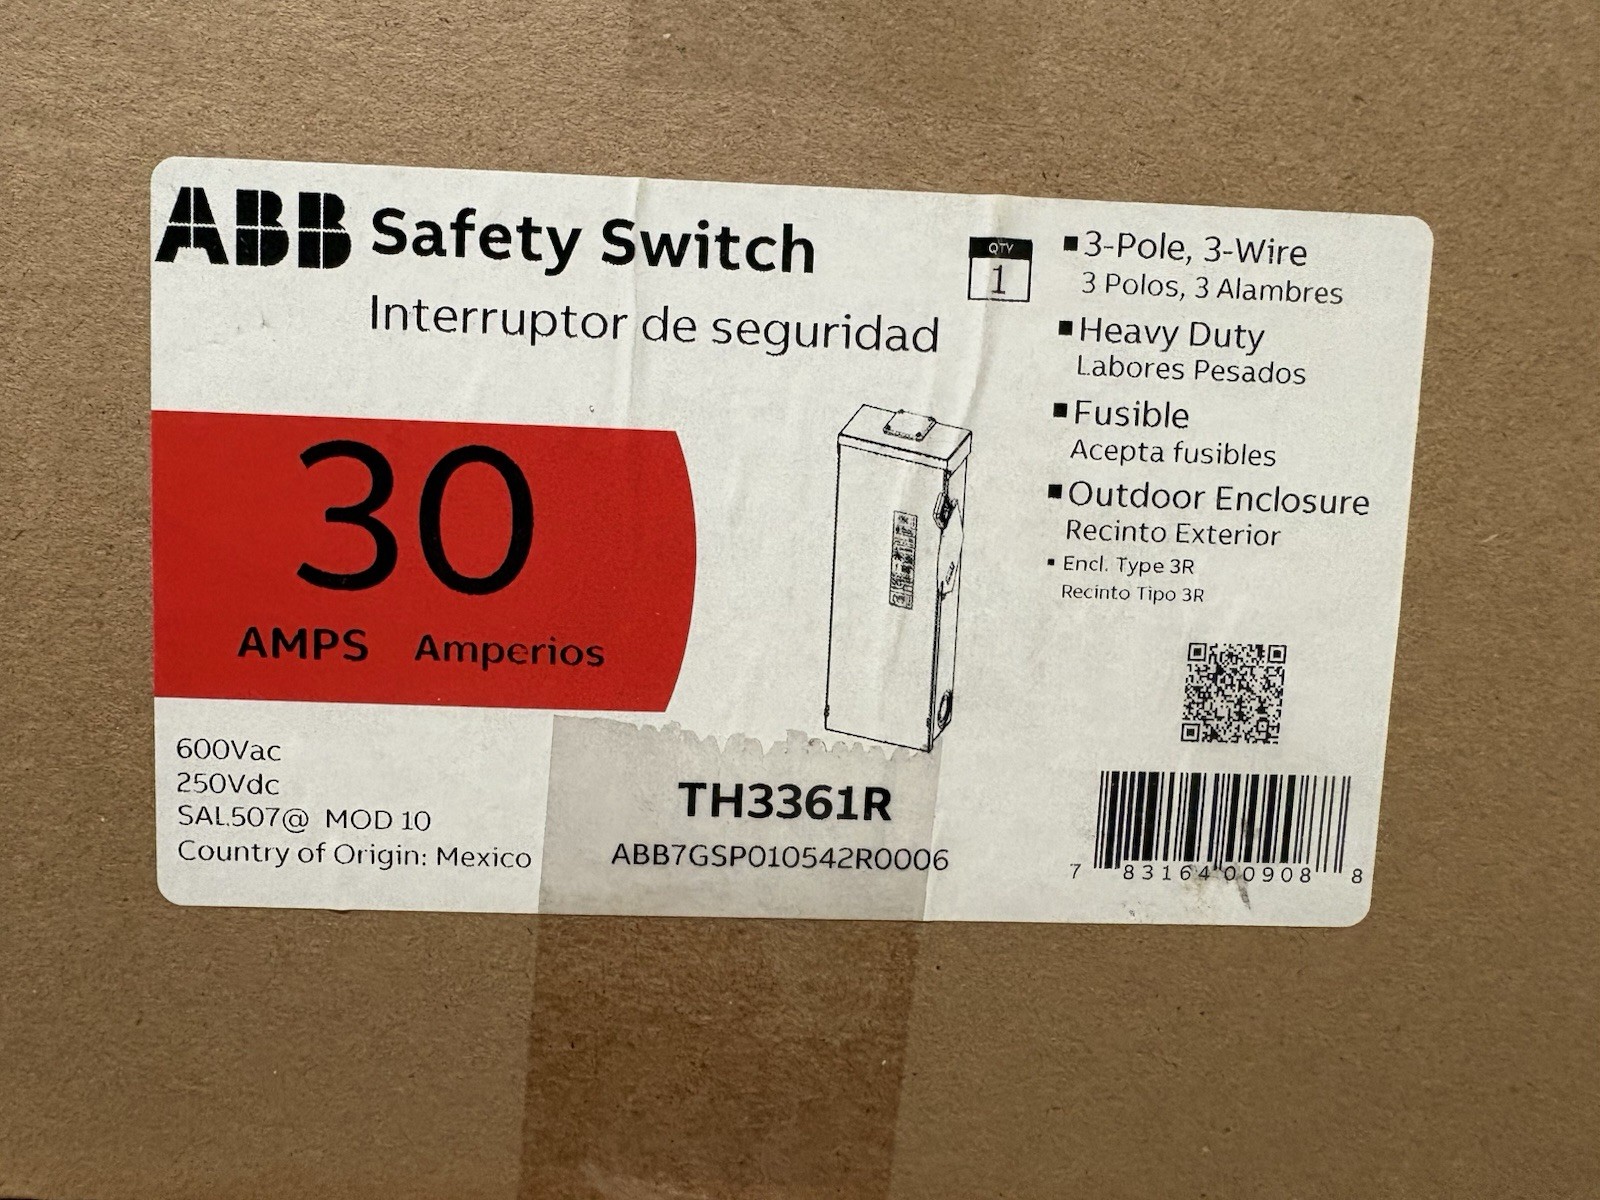 ABB Safety Switch
Interruptor de seguridad
QTY
1
3-Pole, 3-Wire
3 Polos, 3 Alambres
Heavy Duty
Labores Pesados
Fusible
Acepta fusibles
Outdoor Enclosure
Recinto Exterior
Encl. Type 3R
Recinto Tipo 3R
30
AMPS Amperios
600Vac
250Vdc
SAL507@ MOD 10
Country of Origin: Mexico
TH3361R
ABB7GSP010542R0006
7 83164 00908 8